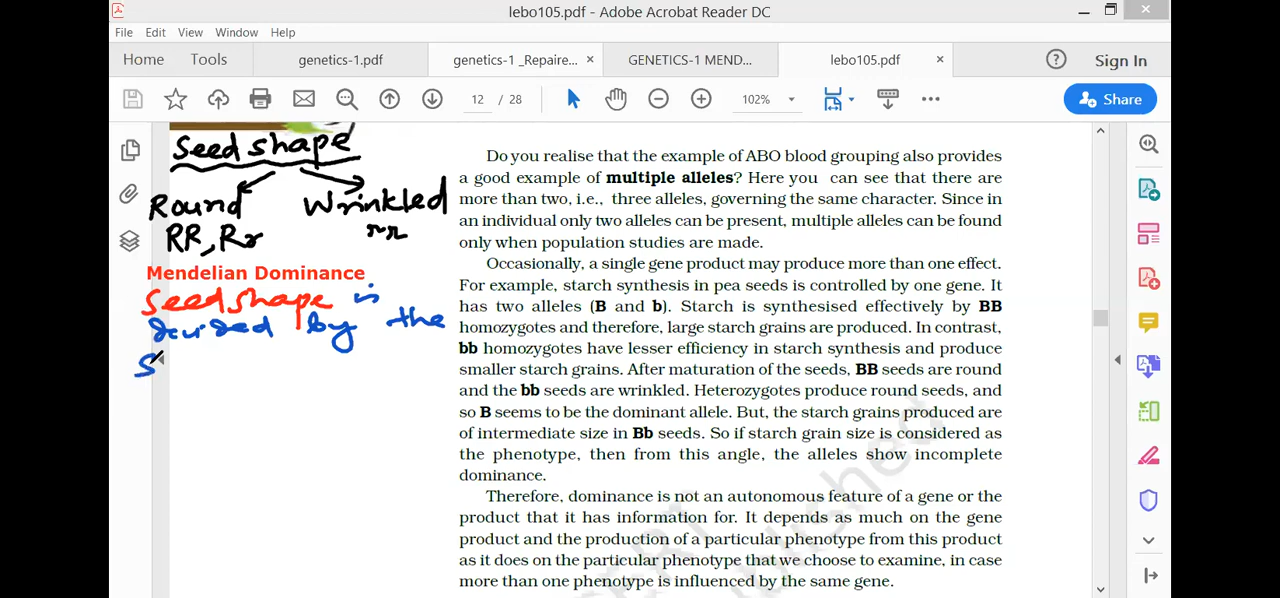 lebo105.pdf - Adobe Acrobat Reader DC
File Edit View Window Help
Home Tools genetics-1.pdf genetics-1 _Repaire... × GENETICS-1 MEND... lebo105.pdf × Sign In
12 / 28 102% Share
Seed shape
Round Wrinkled
RR, Rr rr
Mendelian Dominance
Seed shape is
decided by the
S
Do you realise that the example of ABO blood grouping also provides
a good example of multiple alleles? Here you can see that there are
more than two, i.e., three alleles, governing the same character. Since in
an individual only two alleles can be present, multiple alleles can be found
only when population studies are made.
Occasionally, a single gene product may produce more than one effect.
For example, starch synthesis in pea seeds is controlled by one gene. It
has two alleles (B and b). Starch is synthesised effectively by BB
homozygotes and therefore, large starch grains are produced. In contrast,
bb homozygotes have lesser efficiency in starch synthesis and produce
smaller starch grains. After maturation of the seeds, BB seeds are round
and the bb seeds are wrinkled. Heterozygotes produce round seeds, and
so B seems to be the dominant allele. But, the starch grains produced are
of intermediate size in Bb seeds. So if starch grain size is considered as
the phenotype, then from this angle, the alleles show incomplete
dominance.
Therefore, dominance is not an autonomous feature of a gene or the
product that it has information for. It depends as much on the gene
product and the production of a particular phenotype from this product
as it does on the particular phenotype that we choose to examine, in case
more than one phenotype is influenced by the same gene.